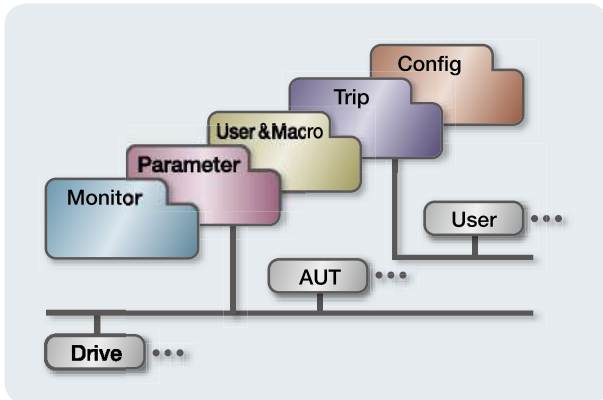 Config
Trip
User & Macro
Parameter
Monitor
User
AUT
Drive